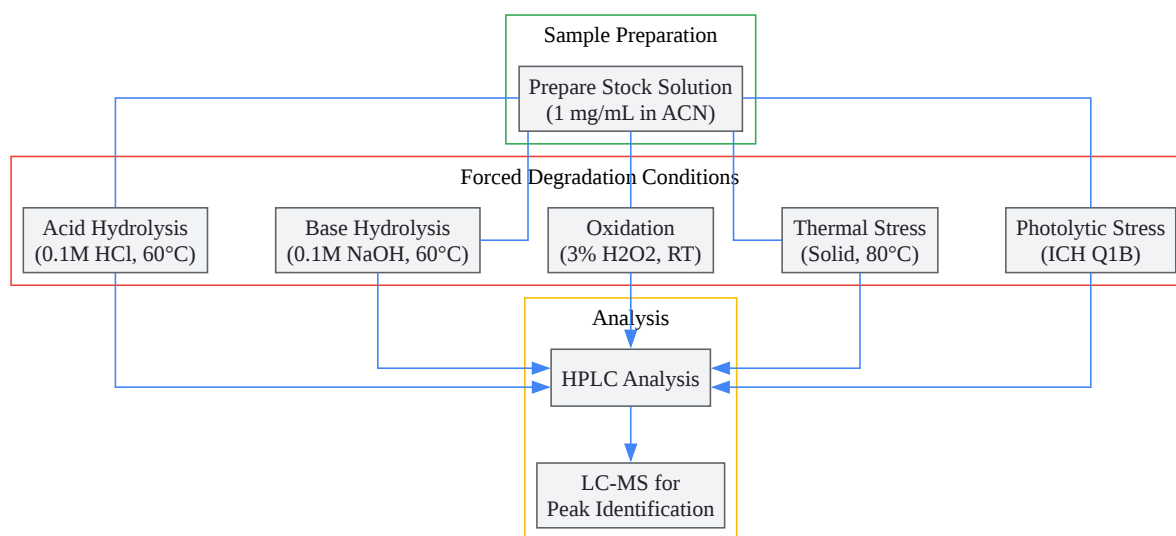 Sample Preparation
Prepare Stock Solution
(1 mg/mL in ACN)
Forced Degradation Conditions
Acid Hydrolysis
(0.1M HCl, 60°C)
Base Hydrolysis
(0.1M NaOH, 60°C)
Oxidation
(3% H2O2, RT)
Thermal Stress
(Solid, 80°C)
Photolytic Stress
(ICH Q1B)
Analysis
HPLC Analysis
LC-MS for
Peak Identification